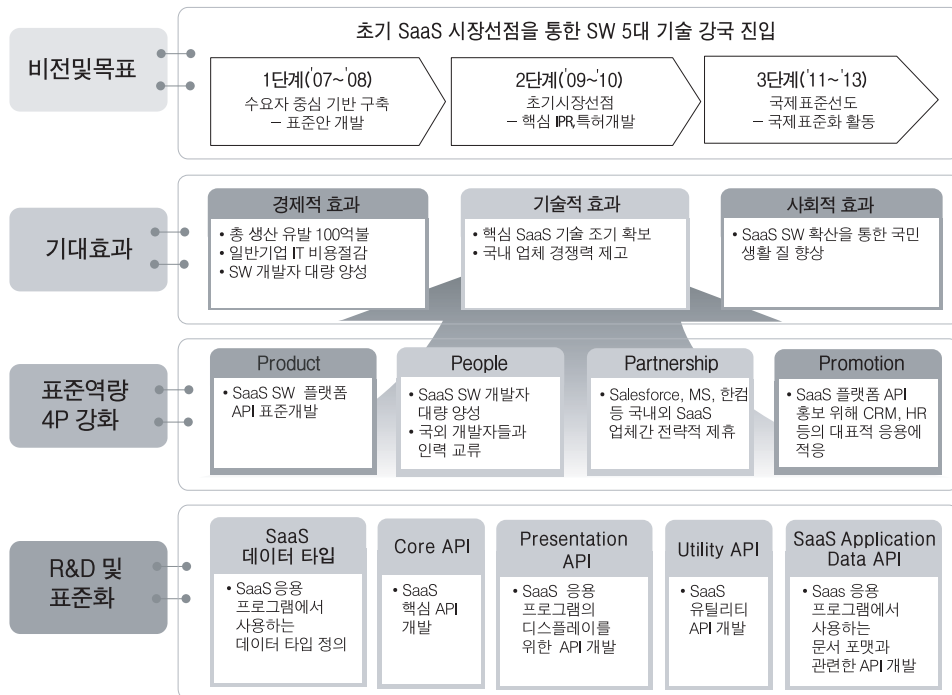 비전및목표
초기 SaaS 시장선점을 통한 SW 5대 기술 강국 진입
1단계('07~'08)
수요자 중심 기반 구축
– 표준안 개발
2단계('09~'10)
초기시장선점
– 핵심 IPR,특허개발
3단계('11~'13)
국제표준선도
– 국제표준화 활동
기대효과
경제적 효과
• 총 생산 유발 100억불
• 일반기업 IT 비용절감
• SW 개발자 대량 양성
기술적 효과
• 핵심 SaaS 기술 조기 확보
• 국내 업체 경쟁력 제고
사회적 효과
• SaaS SW 확산을 통한 국민
생활 질 향상
표준역량
4P 강화
Product
• SaaS SW 플랫폼
API 표준개발
People
• SaaS SW 개발자
대량 양성
• 국외 개발자들과
인력 교류
Partnership
• Salesforce, MS, 한컴
등 국내외 SaaS
업체간 전략적 제휴
Promotion
• SaaS 플랫폼 API
홍보 위해 CRM, HR
등의 대표적 응용에
적응
R&D 및
표준화
SaaS
데이터 타입
• SaaS 응용
프로그램에서
사용하는
데이터 타입 정의
Core API
• SaaS
핵심 API
개발
Presentation
API
• SaaS 응용
프로그램의
디스플레이를
위한 API 개발
Utility API
• SaaS
유틸리티
API 개발
SaaS Application
Data API
• Saas 응용
프로그램에서
사용하는
문서 포맷과
관련한 API 개발